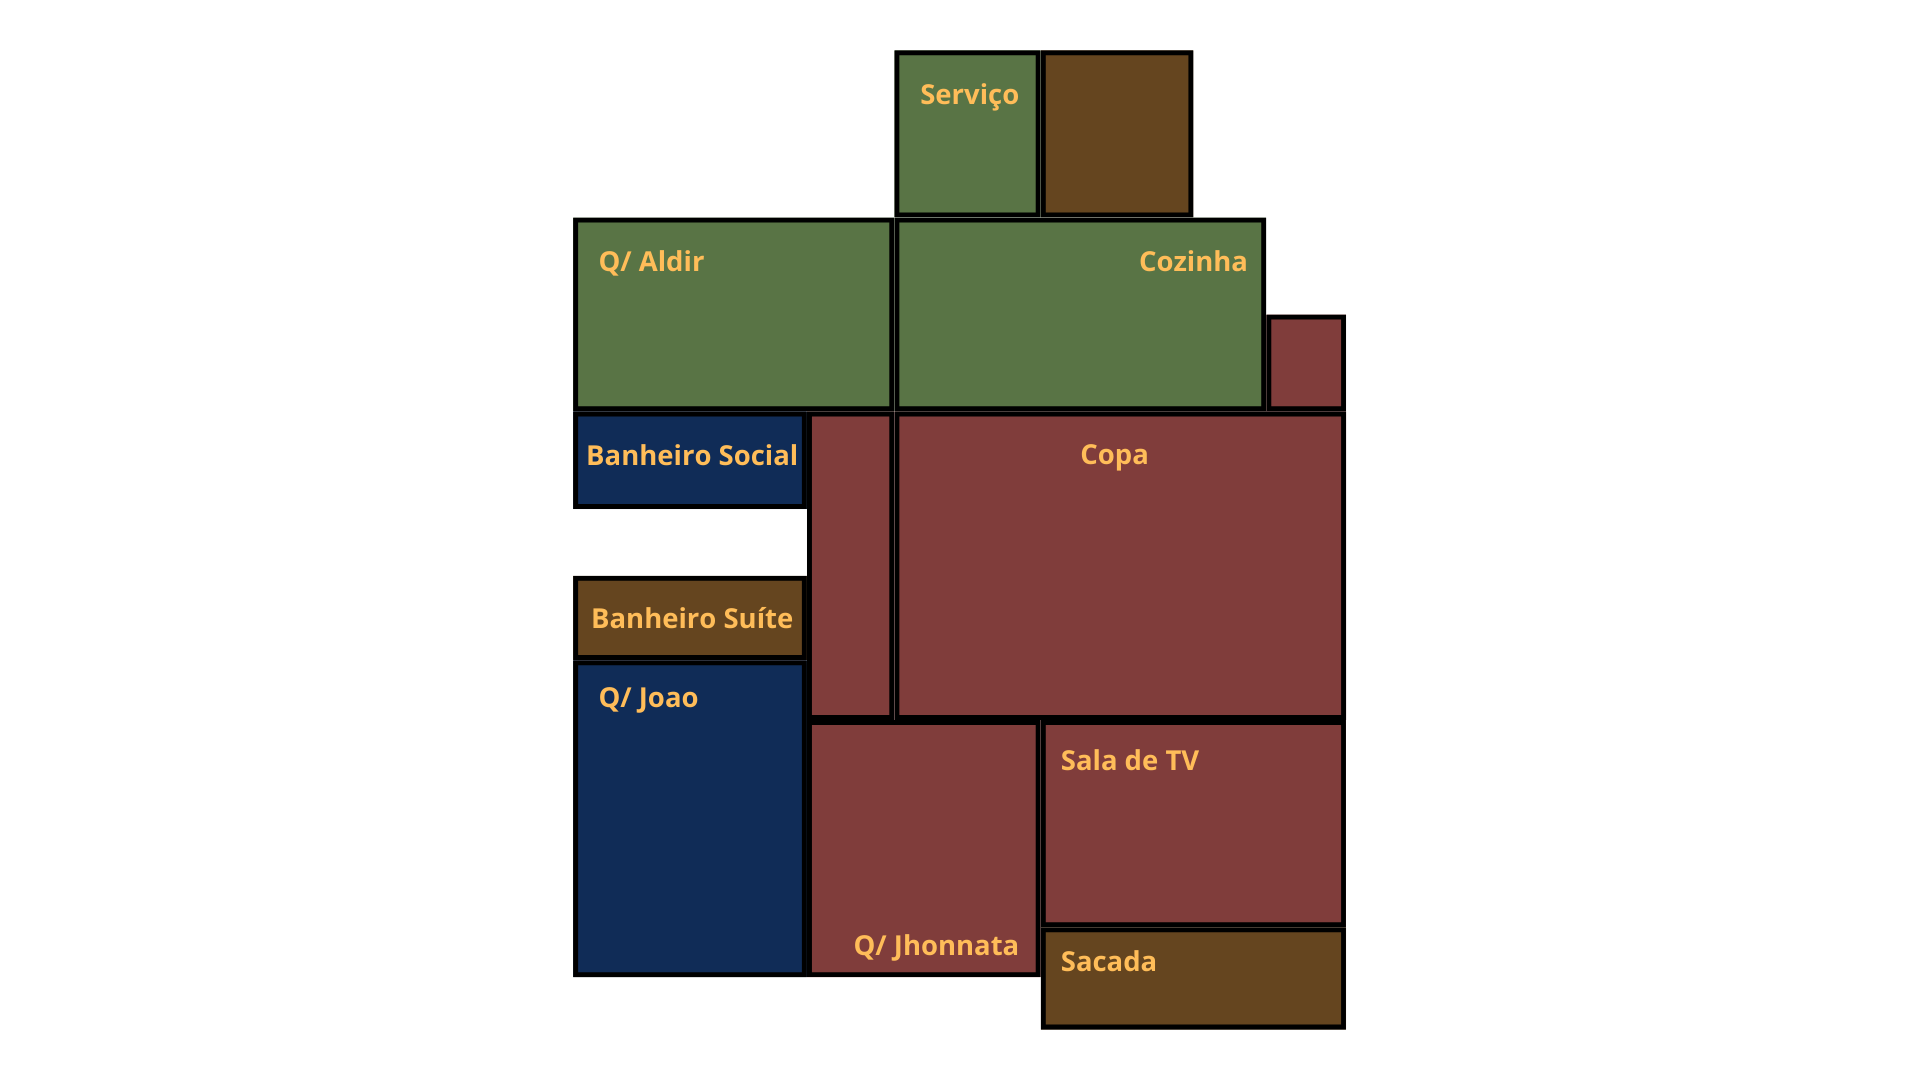 Serviço
Q/ Aldir
Cozinha
Banheiro Social
Copa
Banheiro Suíte
Q/ Joao
Sala de TV
Q/ Jhonnata
Sacada